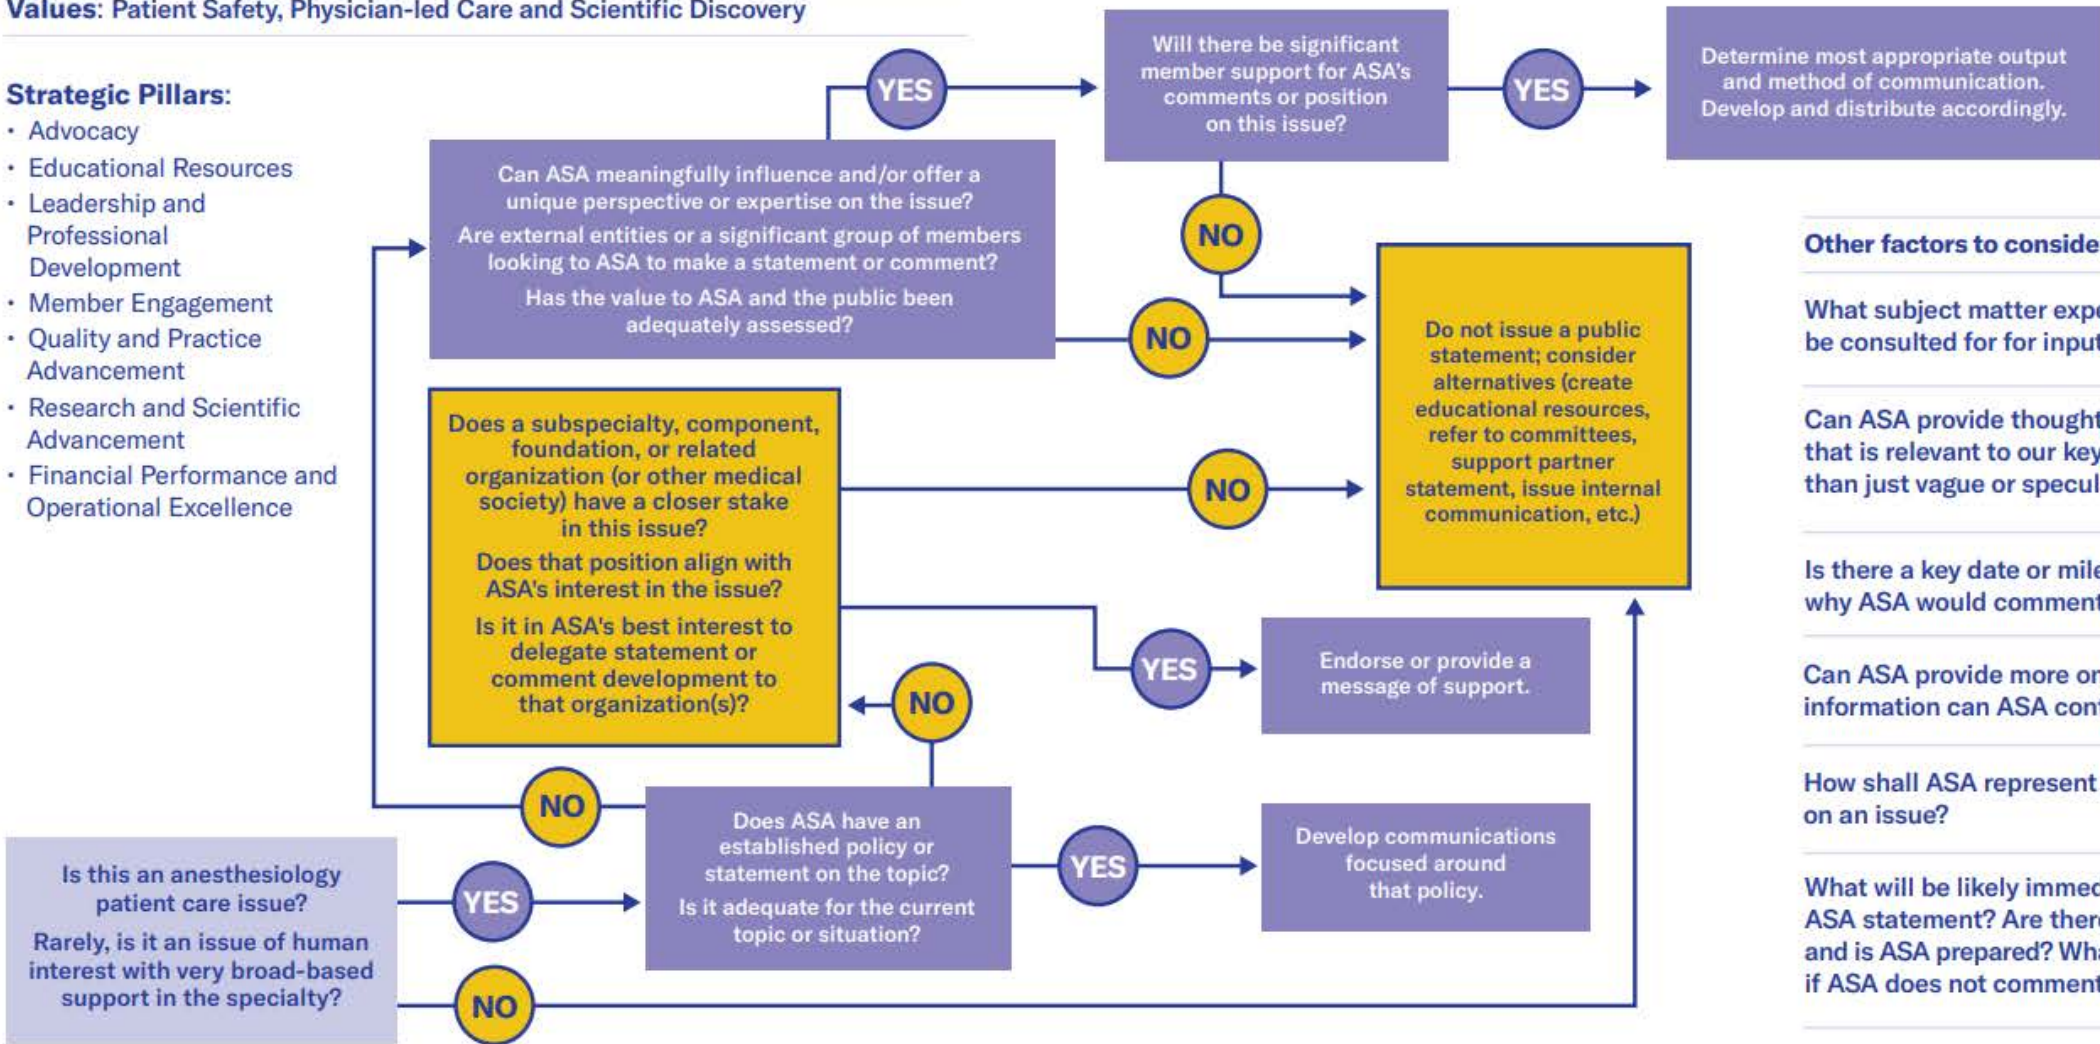 Values: Patient Safety, Physician-led Care and Scientific Discovery
Strategic Pillars:
• Advocacy
• Educational Resources
• Leadership and
Professional
Development
• Member Engagement
• Quality and Practice
Advancement
• Research and Scientific
Advancement
• Financial Performance and
Operational Excellence
Is this an anesthesiology
patient care issue?
Rarely, is it an issue of human
interest with very broad-based
support in the specialty?
YES
NO
Does ASA have an
established policy or
statement on the topic?
Is it adequate for the current
topic or situation?
NO
NO
YES
Develop communications
focused around
that policy.
Does a subspecialty, component,
foundation, or related
organization (or other medical
society) have a closer stake
in this issue?
Does that position align with
ASA's interest in the issue?
Is it in ASA's best interest to
delegate statement or
comment development to
that organization(s)?
NO
YES
Endorse or provide a
message of support.
Can ASA meaningfully influence and/or offer a
unique perspective or expertise on the issue?
Are external entities or a significant group of members
looking to ASA to make a statement or comment?
Has the value to ASA and the public been
adequately assessed?
YES
NO
Will there be significant
member support for ASA's
comments or position
on this issue?
YES
NO
Determine most appropriate output
and method of communication.
Develop and distribute accordingly.
Do not issue a public
statement; consider
alternatives (create
educational resources,
refer to committees,
support partner
statement, issue internal
communication, etc.)
Other factors to
What subject matter
be consulted for for input
Can ASA provide thought
that is relevant to our key
than just vague or
Is there a key date or
why ASA would comment
Can ASA provide more
information can ASA
How shall ASA represent
on an issue?
What will be likely
ASA statement? Are
and is ASA prepared?
if ASA does not comment